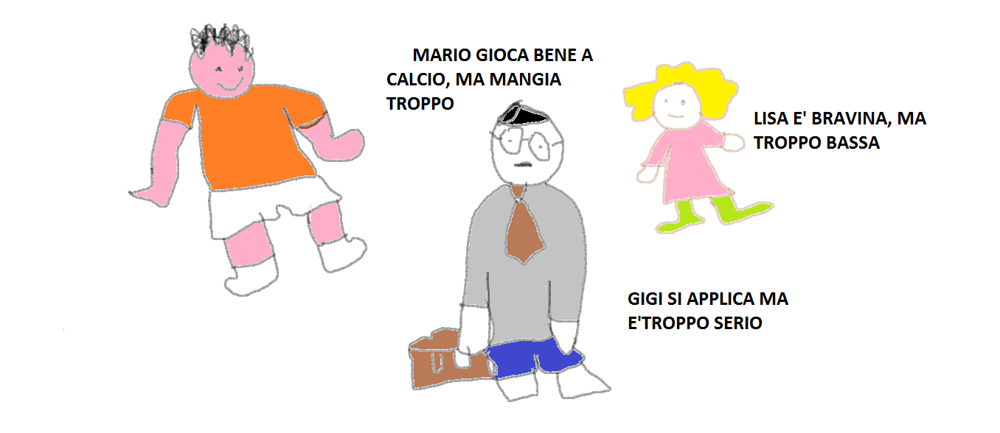 MARIO GIOCA BENE A
CALCIO, MA MANGIA
TROPPO
LISA E' BRAVINA, MA
TROPPO BASSA
GIGI SI APPLICA MA
E'TROPPO SERIO